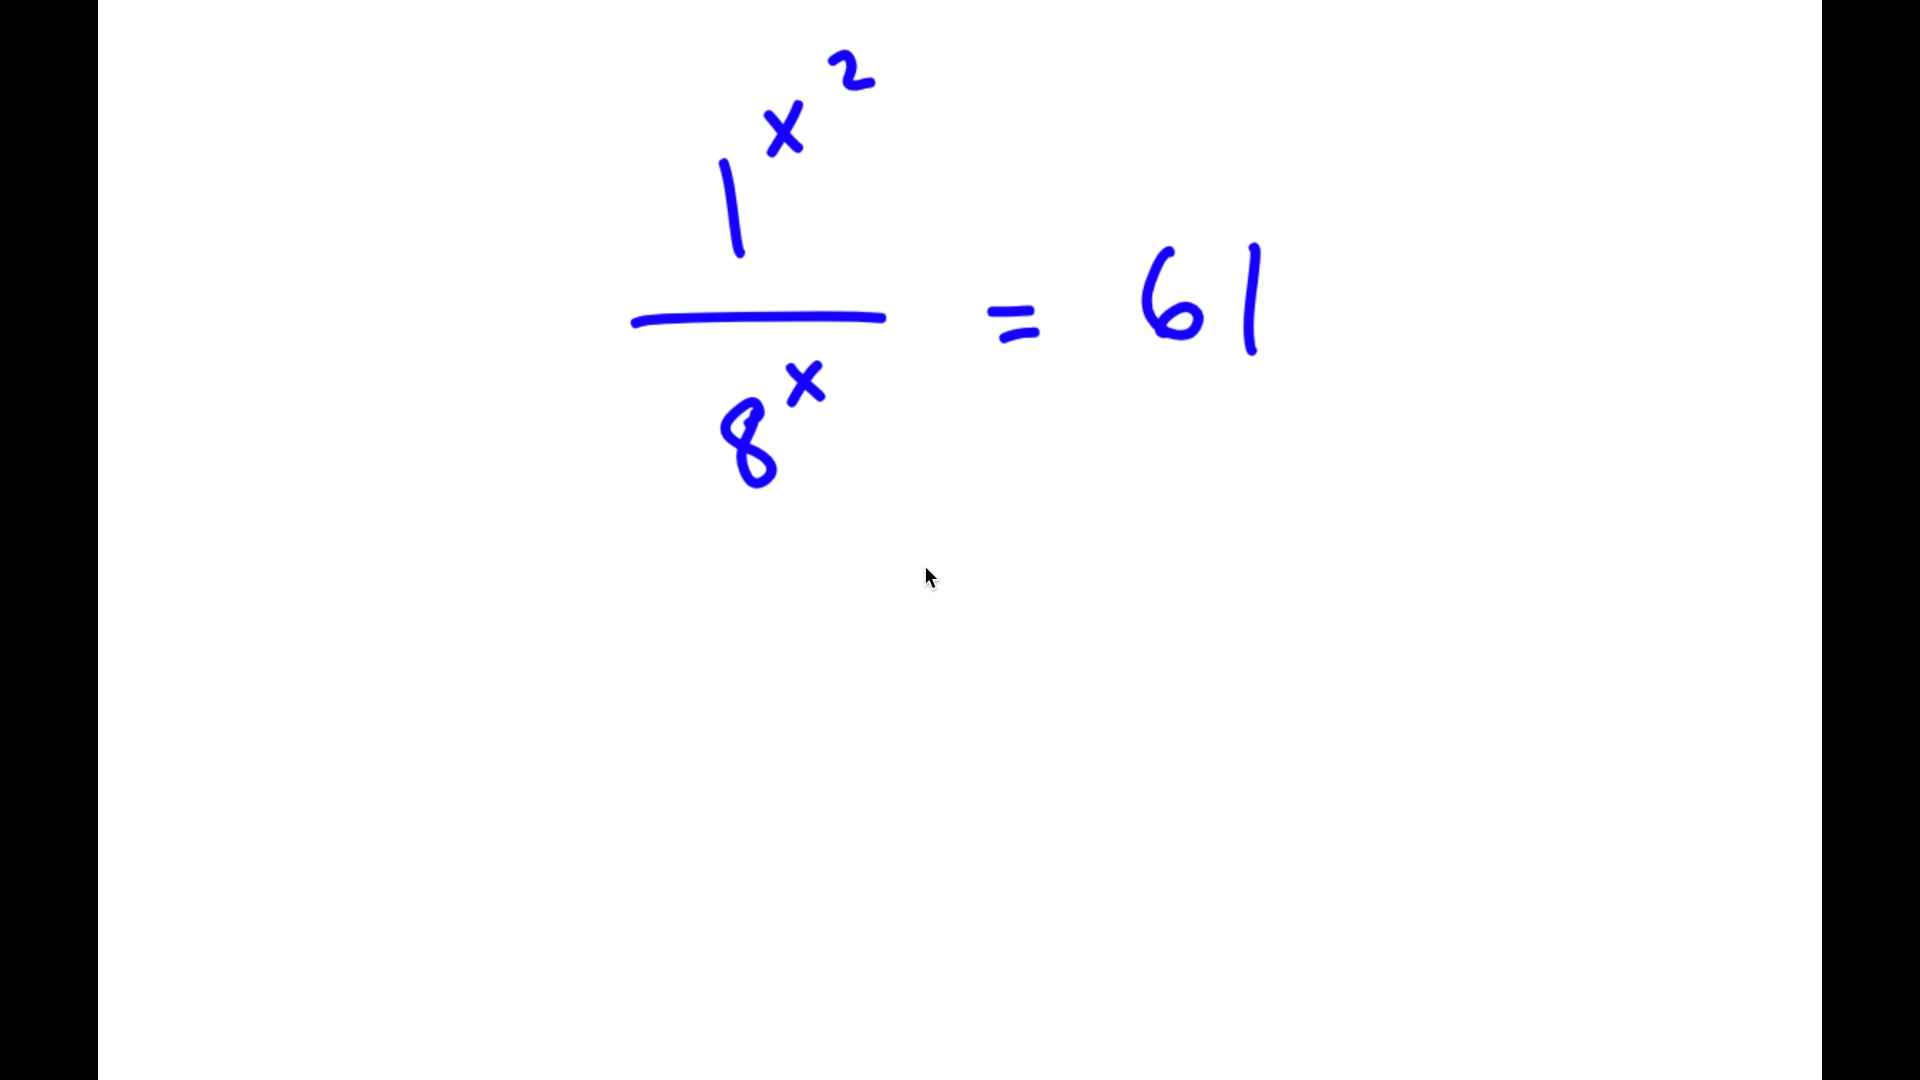 1^{x^2} / 8^x = 61